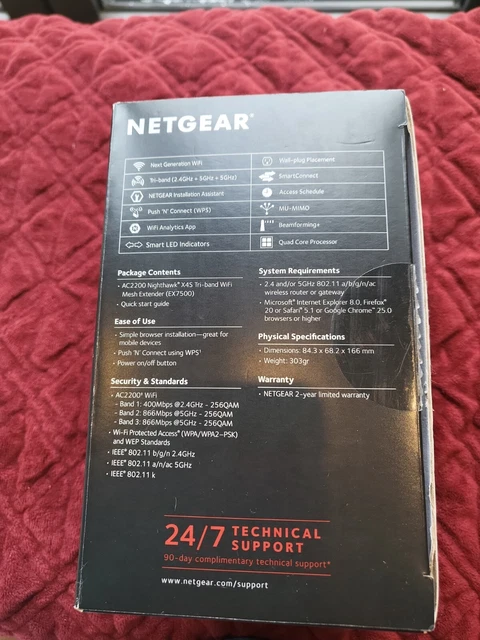 NETGEAR®
Next Generation WiFi
Wall-plug Placement
Tri-band (2.4GHz + 5GHz + 5GHz)
SmartConnect
NETGEAR Installation Assistant
Access Schedule
Push 'N' Connect (WPS)
MU-MIMO
WiFi Analytics App
Beamforming+
Smart LED Indicators
Quad Core Processor
Package Contents
• AC2200 Nighthawk® X4S Tri-band WiFi
Mesh Extender (EX7500)
• Quick start guide
Ease of Use
• Simple browser installation—great for
mobile devices
• Push 'N' Connect using WPS¹
• Power on/off button
Security & Standards
• AC2200† WiFi
- Band 1: 400Mbps @2.4GHz - 256QAM
- Band 2: 866Mbps @5GHz - 256QAM
- Band 3: 866Mbps @5GHz - 256QAM
• Wi-Fi Protected Access® (WPA/WPA2-PSK)
and WEP Standards
• IEEE® 802.11 b/g/n 2.4GHz
• IEEE® 802.11 a/n/ac 5GHz
• IEEE® 802.11 k
System Requirements
• 2.4 and/or 5GHz 802.11 a/b/g/n/ac
wireless router or gateway
• Microsoft® Internet Explorer 8.0, Firefox®
20 or Safari® 5.1 or Google Chrome™ 25.0
browsers or higher
Physical Specifications
• Dimensions: 84.3 x 68.2 x 166 mm
• Weight: 303gr
Warranty
• NETGEAR 2-year limited warranty
24/7 TECHNICAL
SUPPORT
90-day complimentary technical support*
www.netgear.com/support